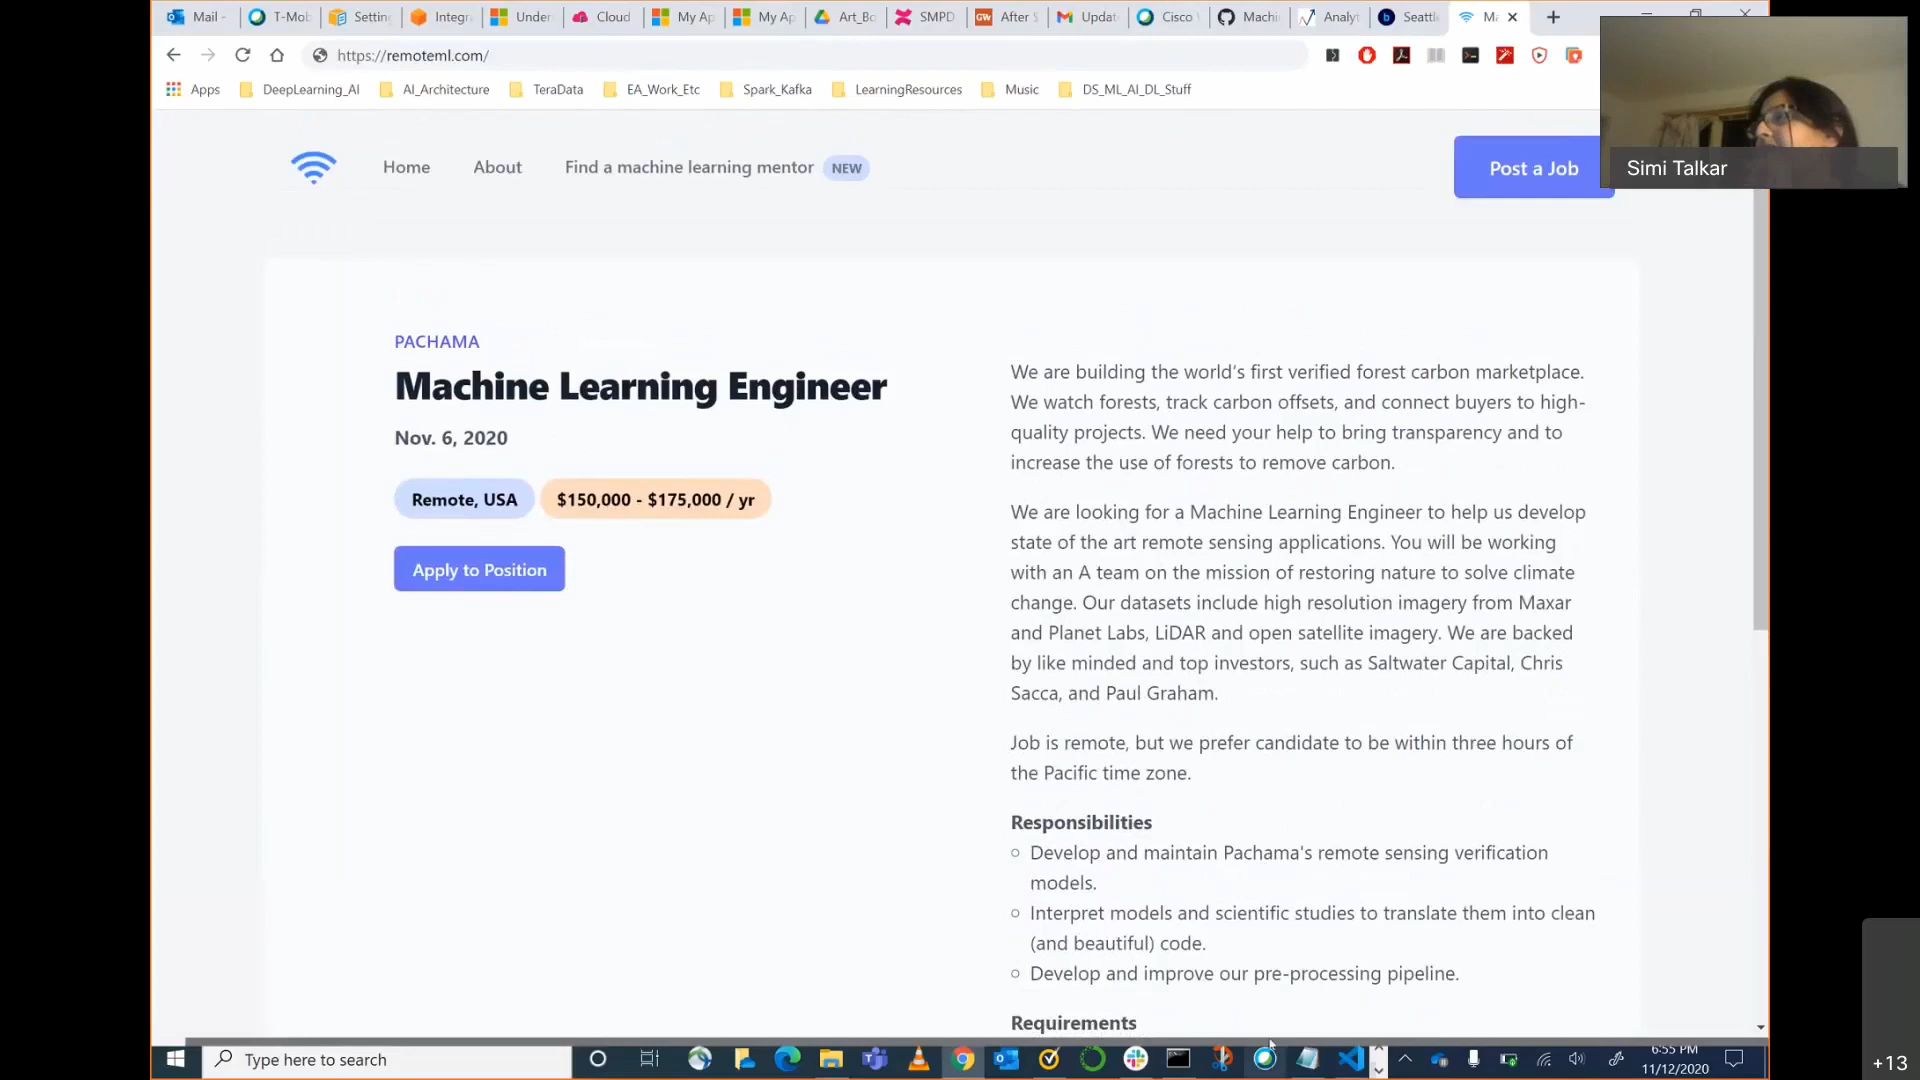 Mail - T-Mob Setting Integra Under Cloud My Ap My Ap Art_Bo SMPD After S Updat Cisco Machi Analyt Seattl Ma
https://remoteml.com/
Apps DeepLearning_AI AI_Architecture TeraData EA_Work_Etc Spark_Kafka LearningResources Music DS_ML_AI_DL_Stuff
Home About Find a machine learning mentor NEW Post a Job
Simi Talkar
PACHAMA
Machine Learning Engineer
Nov. 6, 2020
Remote, USA $150,000 - $175,000 / yr
Apply to Position
We are building the world's first verified forest carbon marketplace.
We watch forests, track carbon offsets, and connect buyers to high-
quality projects. We need your help to bring transparency and to
increase the use of forests to remove carbon.
We are looking for a Machine Learning Engineer to help us develop
state of the art remote sensing applications. You will be working
with an A team on the mission of restoring nature to solve climate
change. Our datasets include high resolution imagery from Maxar
and Planet Labs, LiDAR and open satellite imagery. We are backed
by like minded and top investors, such as Saltwater Capital, Chris
Sacca, and Paul Graham.
Job is remote, but we prefer candidate to be within three hours of
the Pacific time zone.
Responsibilities
Develop and maintain Pachama's remote sensing verification
models.
Interpret models and scientific studies to translate them into clean
(and beautiful) code.
Develop and improve our pre-processing pipeline.
Requirements
Type here to search
6:55 PM
11/12/2020
+13